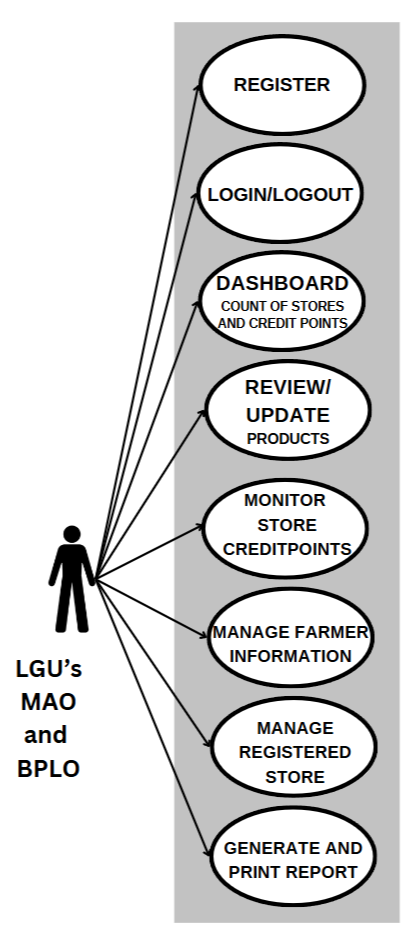 REGISTER
LOGIN/LOGOUT
DASHBOARD
COUNT OF STORES
AND CREDIT POINTS
REVIEW/
UPDATE
PRODUCTS
MONITOR
STORE
CREDITPOINTS
MANAGE FARMER
INFORMATION
MANAGE
REGISTERED
STORE
GENERATE AND
PRINT REPORT
LGU's
MAO
and
BPLO